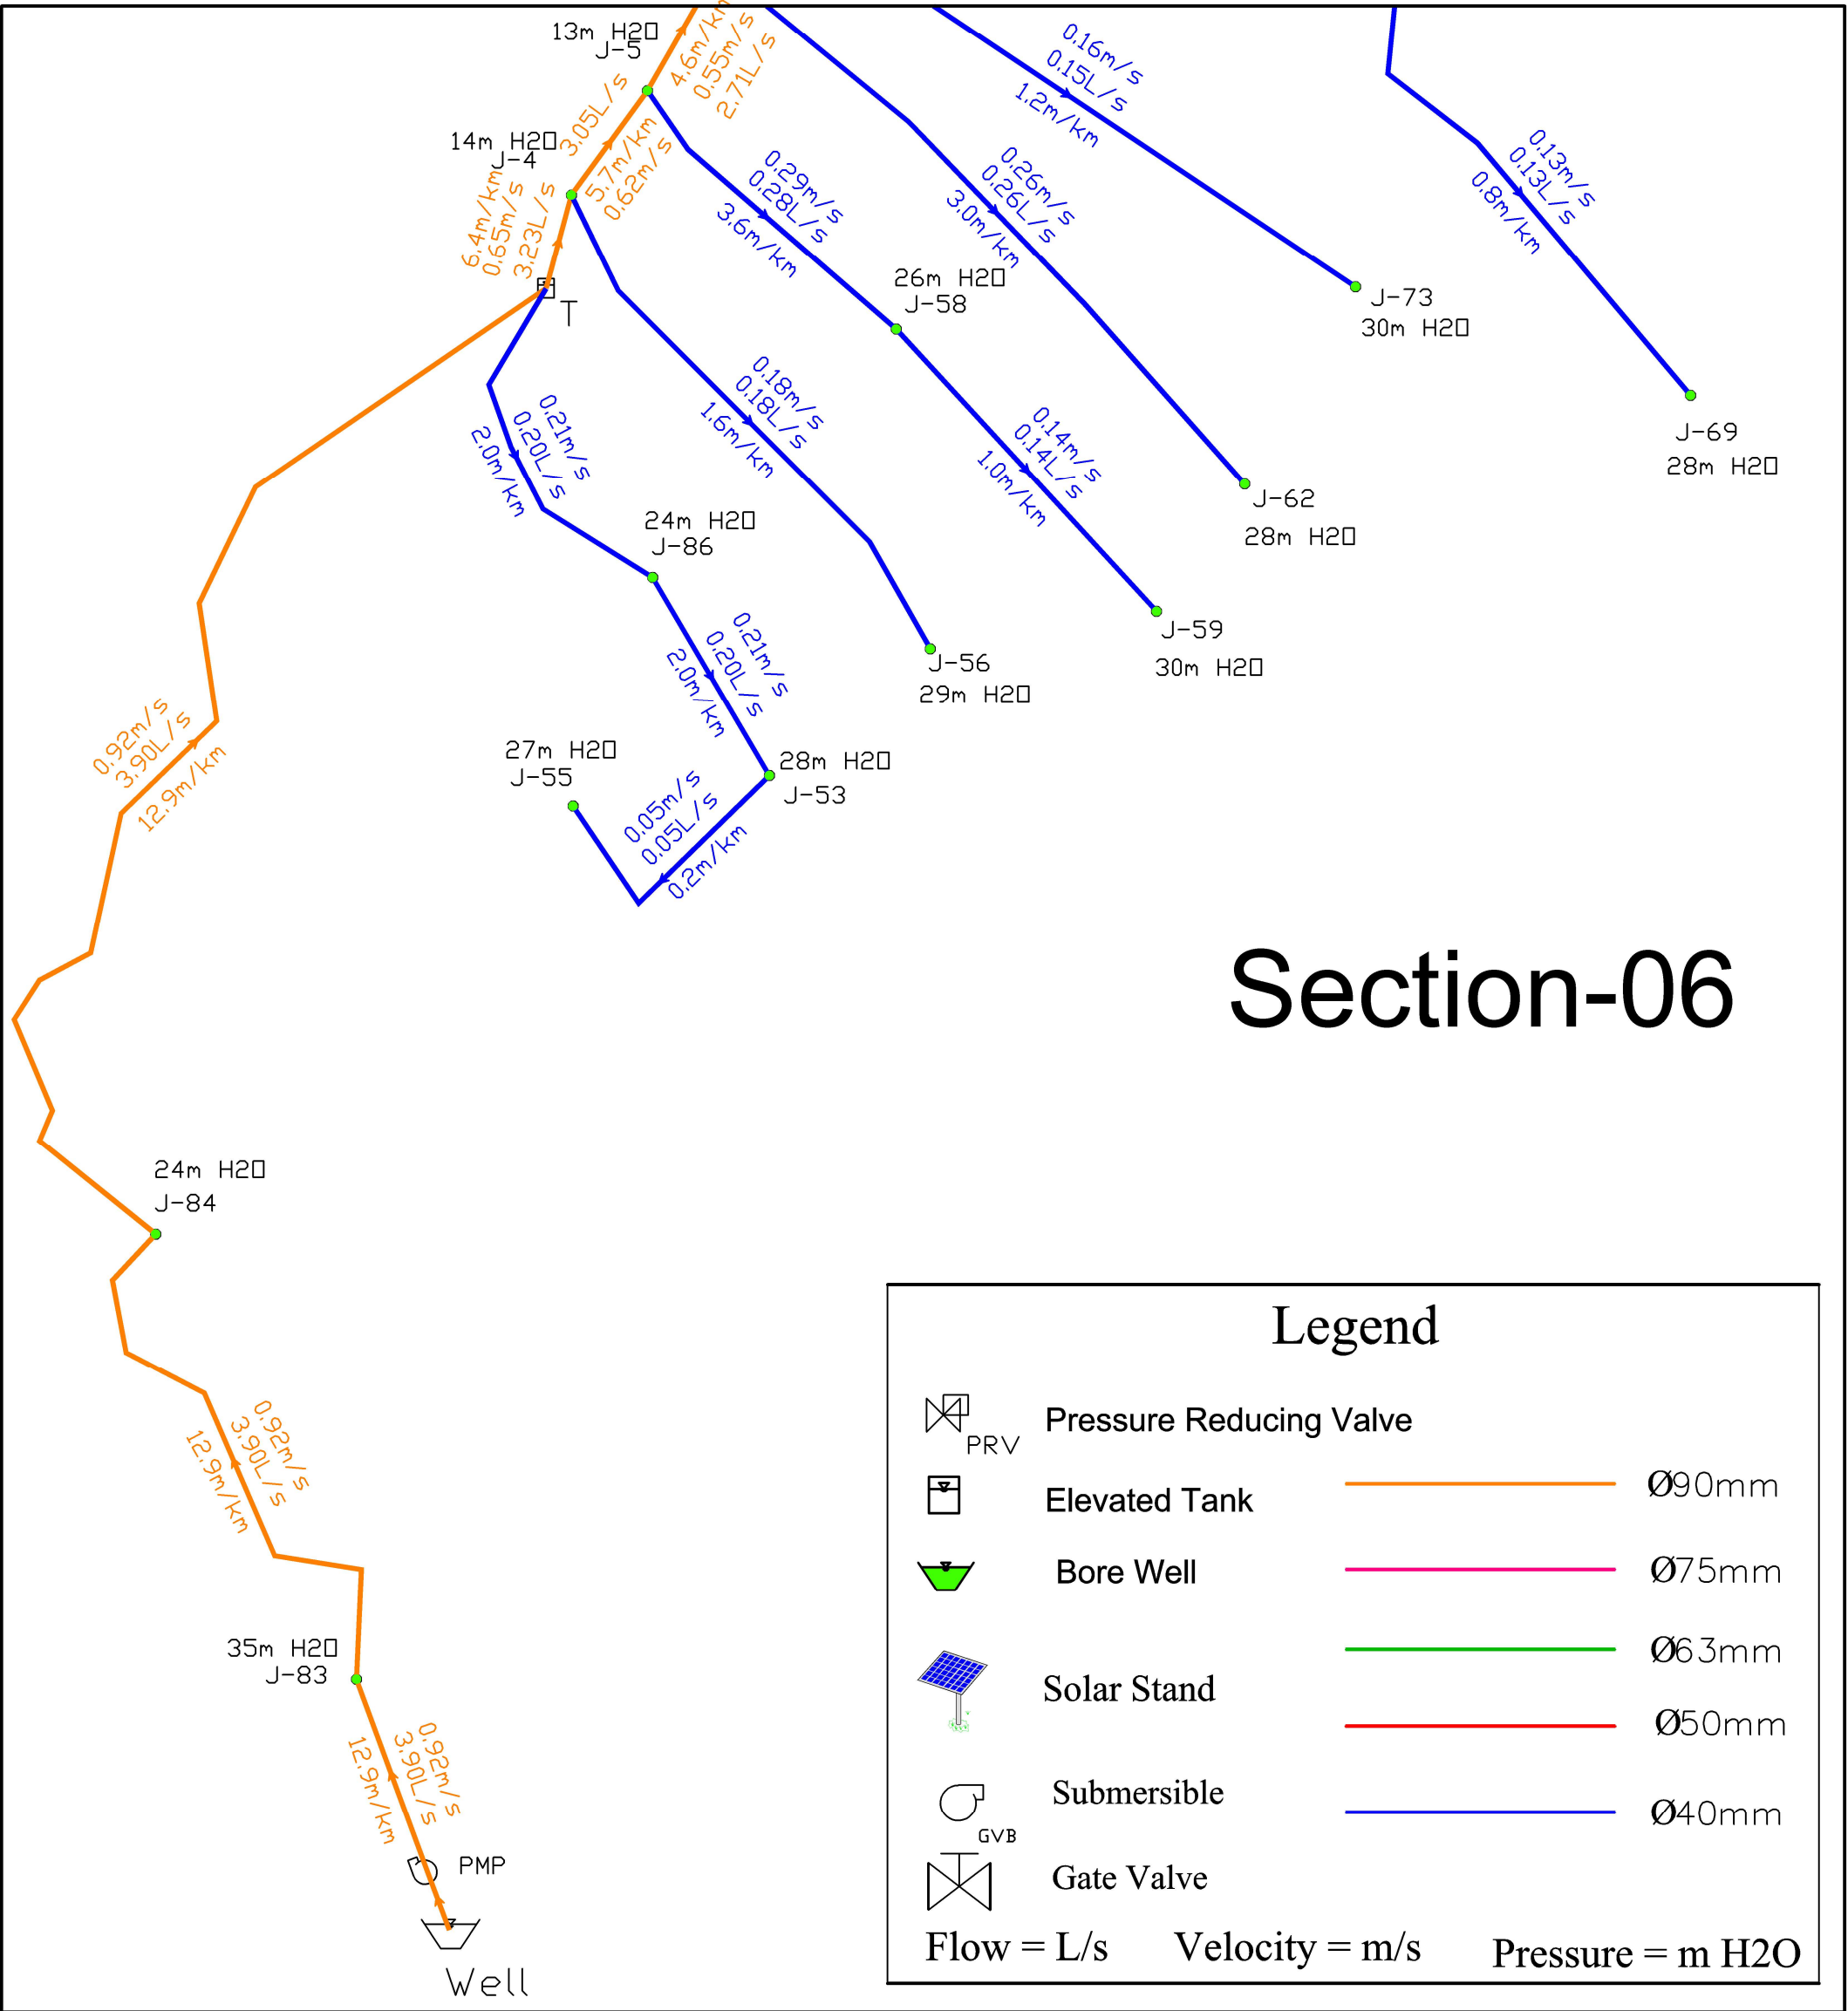 13m H2O
J-5
4.6m/km
0.55m/s
2.71L/s
0.16m/s
0.15L/s
1.2m/km
14m H2O
J-4
3.05L/s
5.7m/km
0.62m/s
6.4m/km
0.65m/s
3.23L/s
T
0.29m/s
0.28L/s
3.6m/km
0.26m/s
0.26L/s
3.0m/km
0.13m/s
0.13L/s
0.8m/km
26m H2O
J-58
J-73
30m H2O
0.21m/s
0.20L/s
2.0m/km
0.18m/s
0.18L/s
1.6m/km
0.14m/s
0.14L/s
1.0m/km
J-69
28m H2O
24m H2O
J-86
J-62
28m H2O
0.21m/s
0.20L/s
2.0m/km
J-56
29m H2O
J-59
30m H2O
0.92m/s
3.90L/s
12.9m/km
27m H2O
J-55
28m H2O
J-53
0.05m/s
0.05L/s
0.2m/km
Section-06
24m H2O
J-84
0.92m/s
3.90L/s
12.9m/km
35m H2O
J-83
0.92m/s
3.90L/s
12.9m/km
PMP
Well
Legend
PRV
Pressure Reducing Valve
Elevated Tank
Ø90mm
Bore Well
Ø75mm
Solar Stand
Ø63mm
Ø50mm
Submersible
Ø40mm
GVB
Gate Valve
Flow = L/s Velocity = m/s Pressure = m H2O